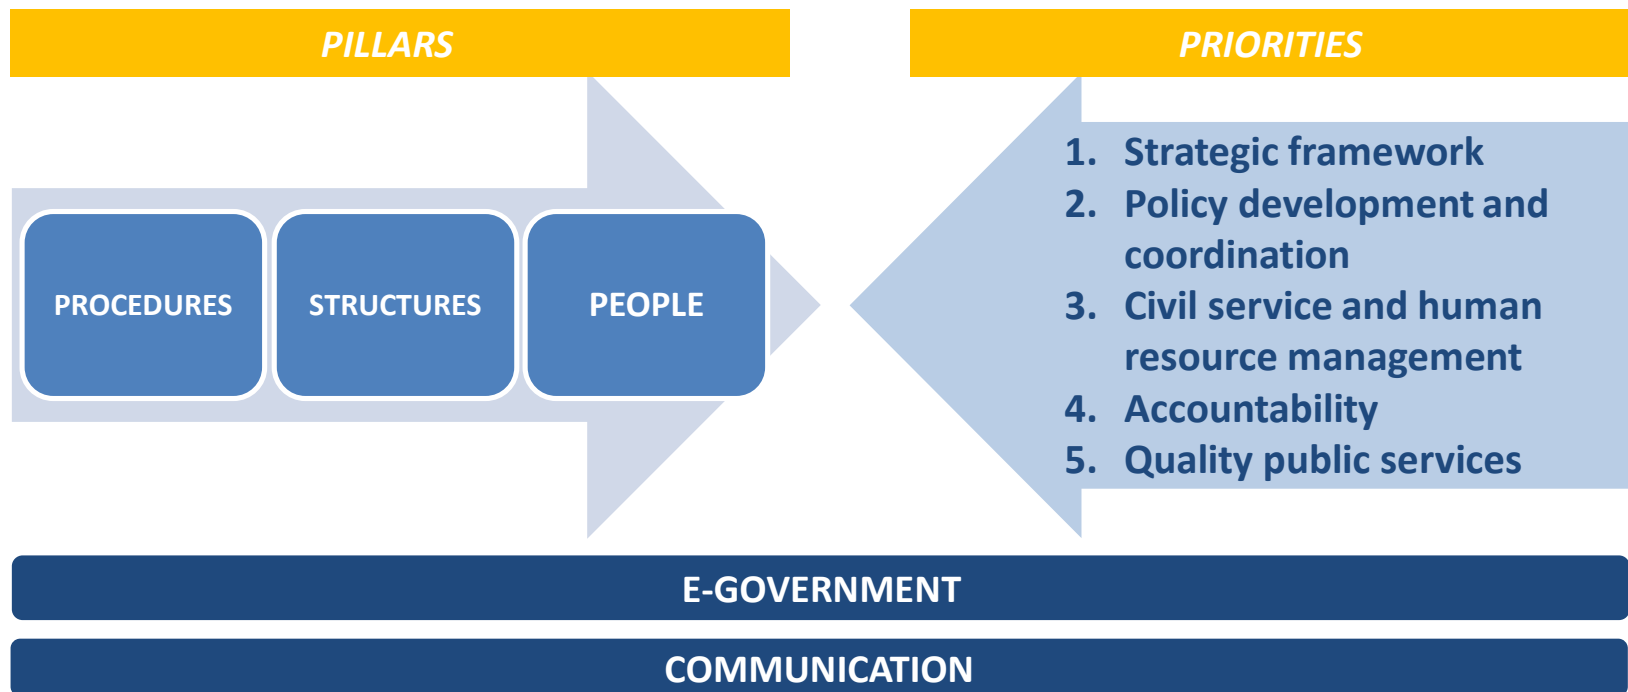 PILLARS
PROCEDURES
STRUCTURES
PEOPLE
PRIORITIES
1. Strategic framework
2. Policy development and
coordination
3. Civil service and human
resource management
4. Accountability
5. Quality public services
E-GOVERNMENT
COMMUNICATION